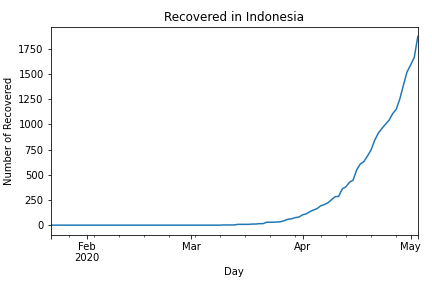 Recovered in Indonesia
Number of Recovered
1750
1500
1250
1000
750
500
250
0
Feb
2020
Mar
Apr
May
Day